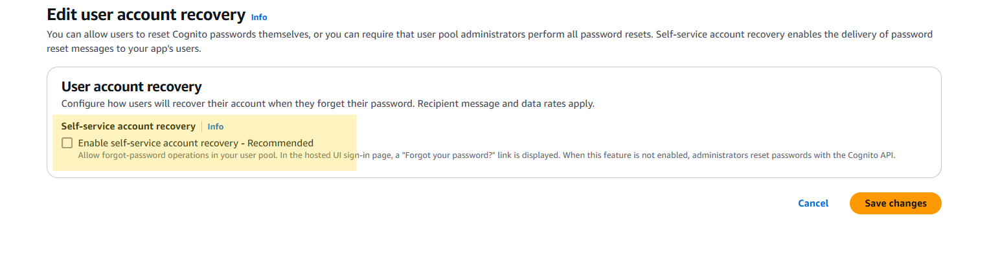 Edit user account recovery Info
You can allow users to reset Cognito passwords themselves, or you can require that user pool administrators perform all password resets. Self-service account recovery enables the delivery of password
reset messages to your app's users.
User account recovery
Configure how users will recover their account when they forget their password. Recipient message and data rates apply.
Self-service account recovery Info
Enable self-service account recovery - Recommended
Allow forgot-password operations in your user pool. In the hosted UI sign-in page, a "Forgot your password?" link is displayed. When this feature is not enabled, administrators reset passwords with the Cognito API.
Cancel Save changes